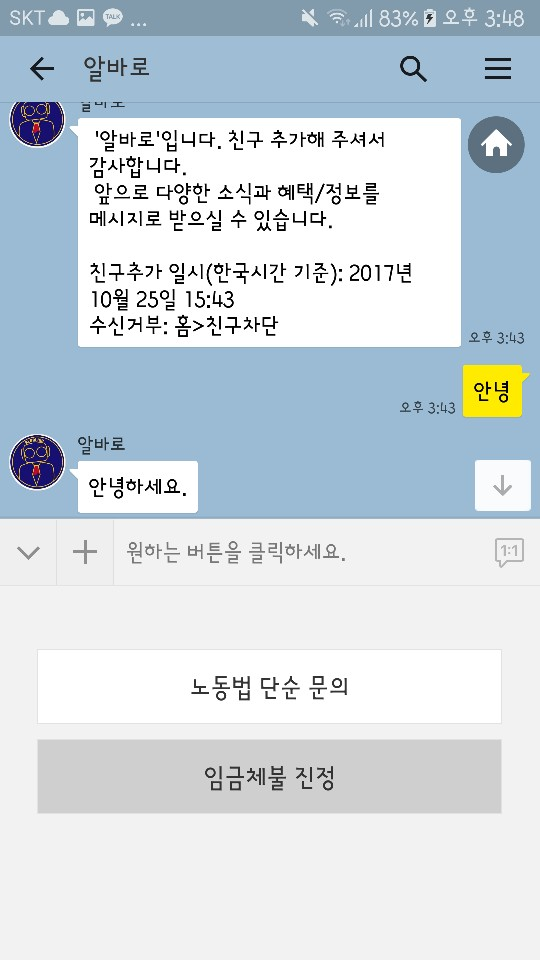 SKT TALK ... 83% 오후 3:48
알바로
알바로
'알바로'입니다. 친구 추가해 주셔서
감사합니다.
앞으로 다양한 소식과 혜택/정보를
메시지로 받으실 수 있습니다.
친구추가 일시(한국시간 기준): 2017년
10월 25일 15:43
수신거부: 홈>친구차단
오후 3:43
안녕
오후 3:43
알바로
안녕하세요.
원하는 버튼을 클릭하세요.
1:1
노동법 단순 문의
임금체불 진정